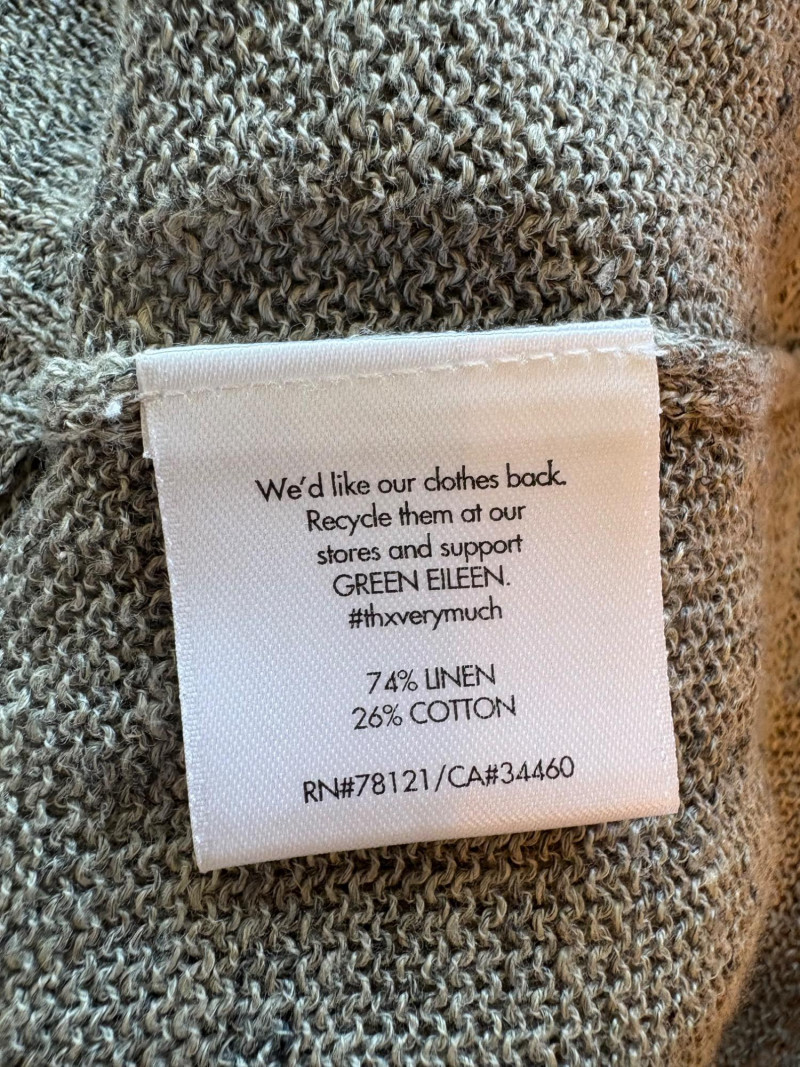 We'd like our clothes back.
Recycle them at our
stores and support
GREEN EILEEN.
#thxverymuch
74% LINEN
26% COTTON
RN#78121/CA#34460